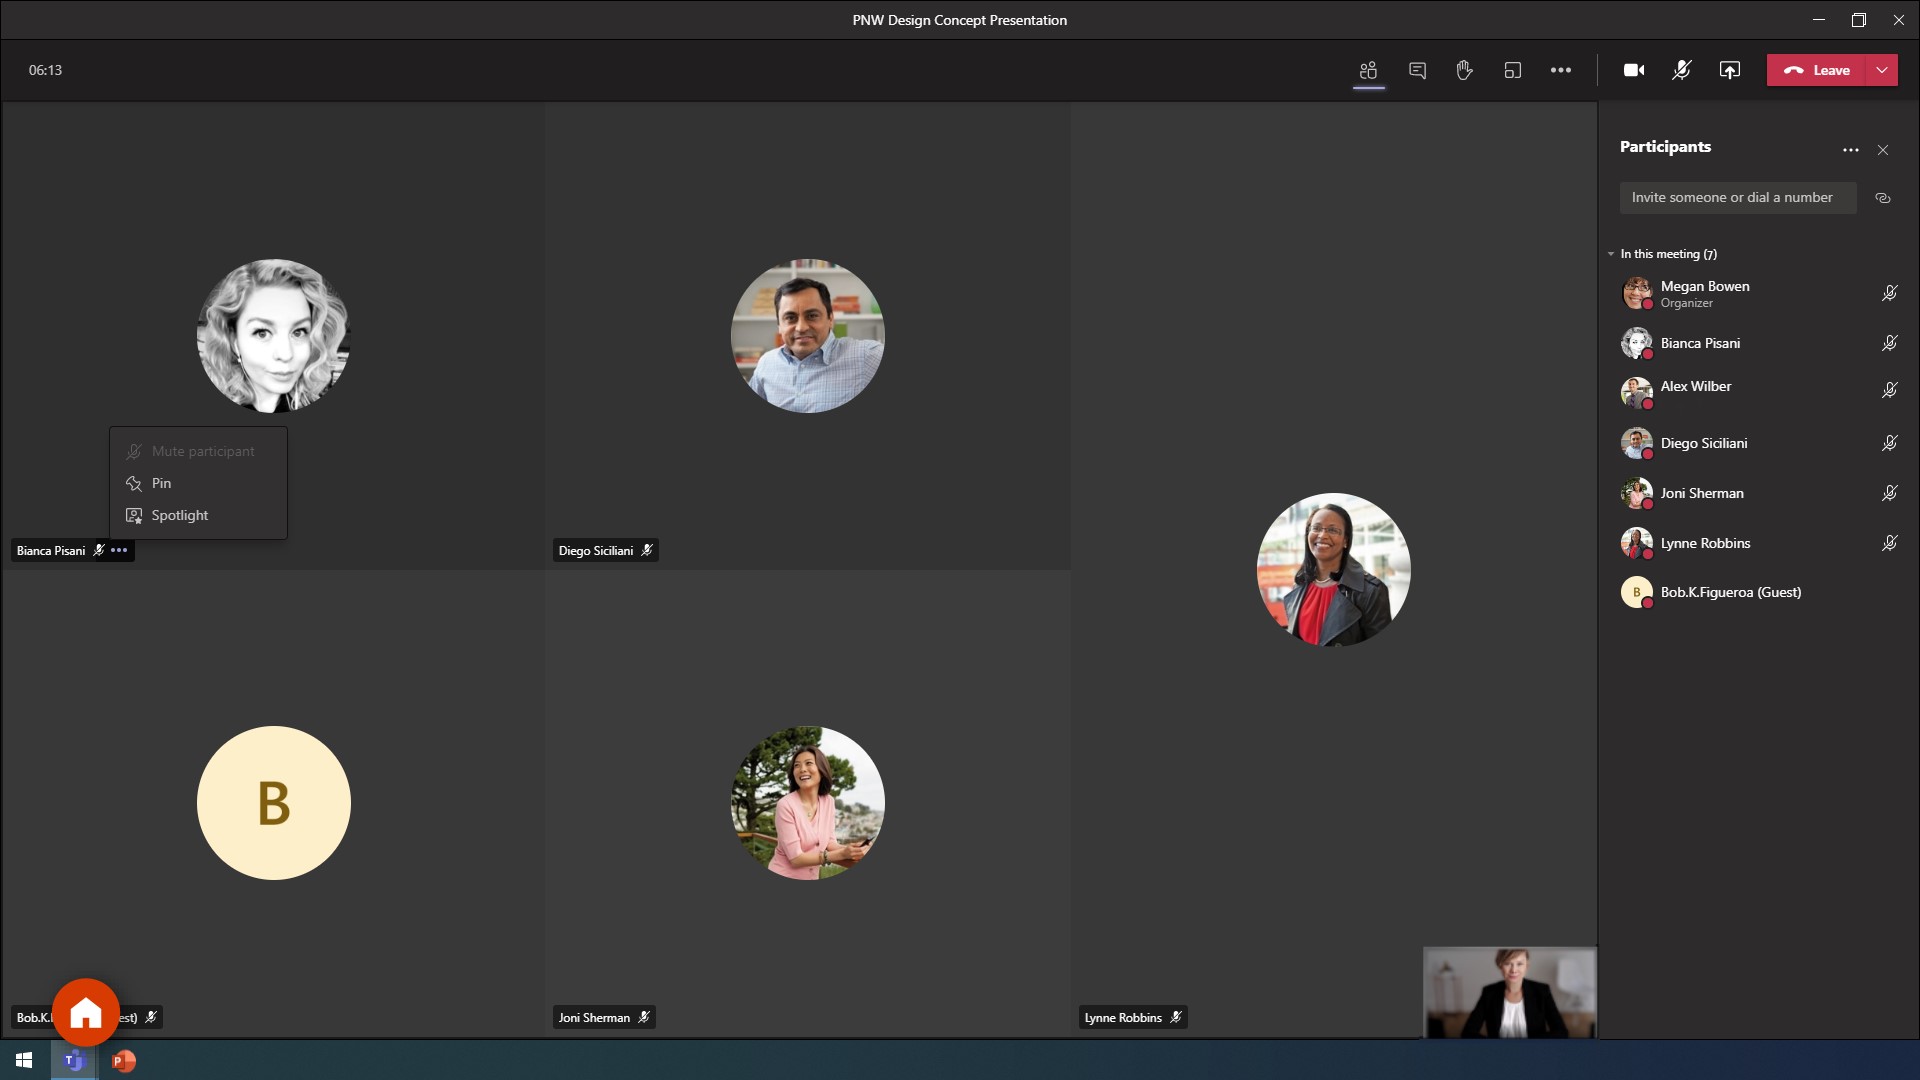 PNW Design Concept Presentation
06:13
Leave
Participants
Invite someone or dial a number
In this meeting (7)
Megan Bowen
Organizer
Bianca Pisani
Alex Wilber
Diego Siciliani
Joni Sherman
Lynne Robbins
B
Bob.K.Figueroa (Guest)
Mute participant
Pin
Spotlight
Bianca Pisani
Diego Siciliani
B
Bob.K.
est)
Joni Sherman
Lynne Robbins
T
P